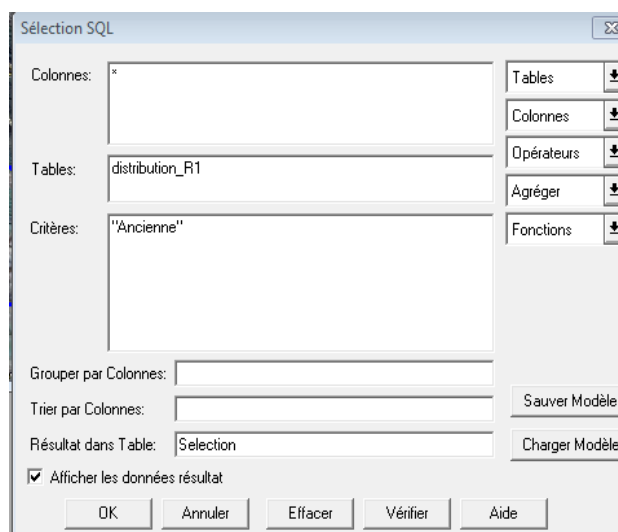 Sélection SQL
Colonnes: * Tables
Colonnes
Opérateurs
Tables: distribution_R1
Agréger
Critères: "Ancienne" Fonctions
Grouper par Colonnes:
Trier par Colonnes: Sauver Modèle
Résultat dans Table: Selection Charger Modèle
Afficher les données résultat
OK Annuler Effacer Vérifier Aide